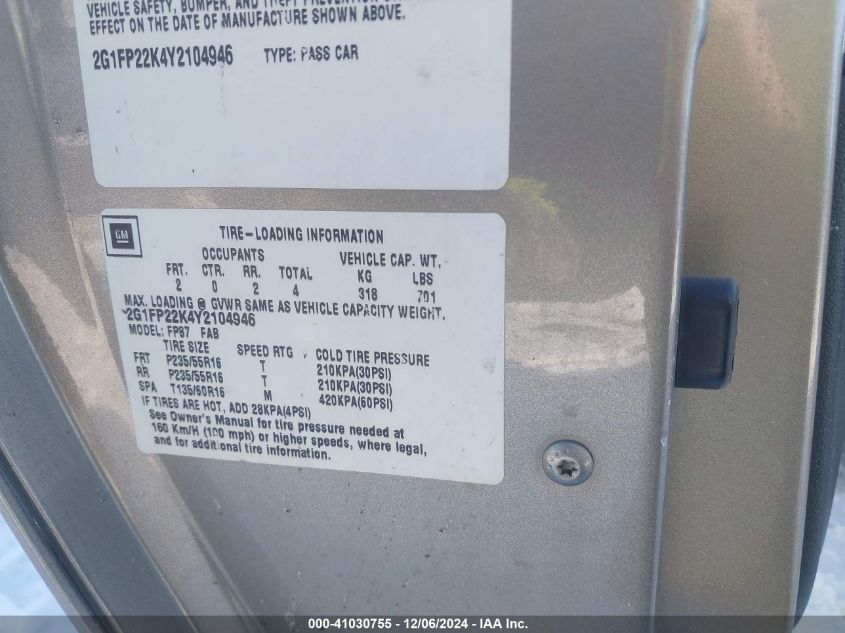 VEHICLE SAFETY, BUMPER, AND THEFT PREVENTION
EFFECT ON THE DATE OF MANUFACTURE SHOWN ABOVE.
2G1FP22K4Y2104946 TYPE: PASS CAR
GM
TIRE-LOADING INFORMATION
OCCUPANTS VEHICLE CAP. WT.
FRT. CTR. RR. TOTAL KG LBS
2 0 2 4 318 701
MAX. LOADING @ GVWR SAME AS VEHICLE CAPACITY WEIGHT.
2G1FP22K4Y2104946
MODEL: FP87 FAB
TIRE SIZE SPEED RTG COLD TIRE PRESSURE
FRT P235/55R16 T 210KPA(30PSI)
RR P235/55R16 T 210KPA(30PSI)
SPA T135/60R16 M 420KPA(60PSI)
IF TIRES ARE HOT, ADD 28KPA(4PSI)
See Owner's Manual for tire pressure needed at
160 Km/H (100 mph) or higher speeds, where legal,
and for additional tire information.
000-41030755 - 12/06/2024 - IAA Inc.